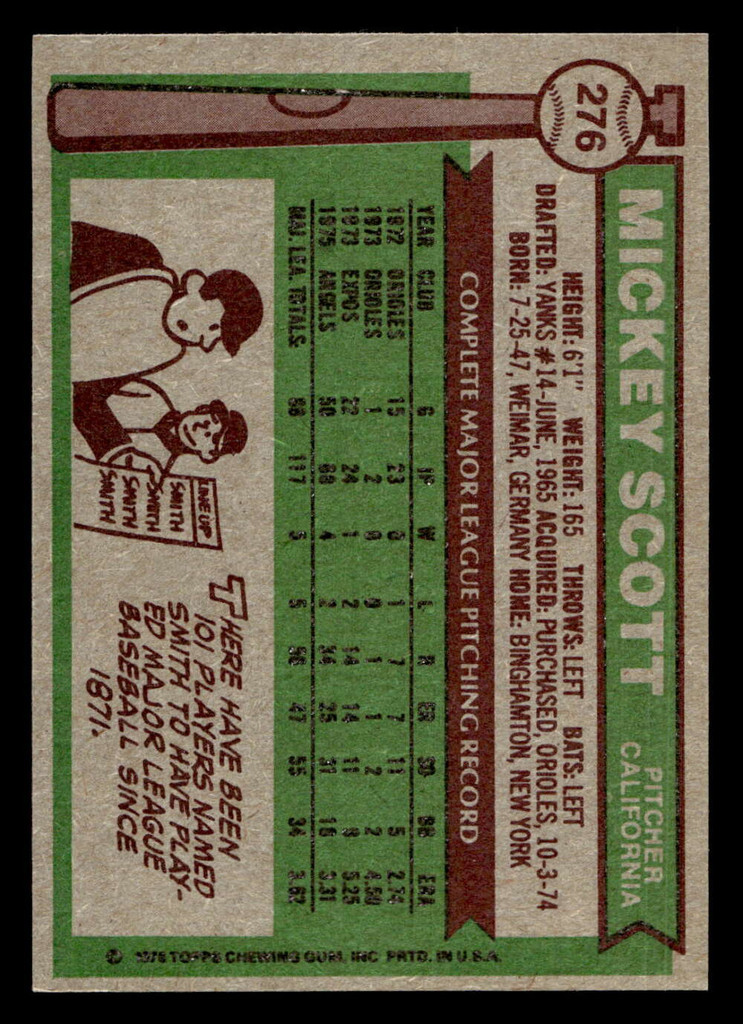 276
MICKEY SCOTT
PITCHER
CALIFORNIA
HEIGHT: 6'1" WEIGHT: 165 THROWS: LEFT BATS: LEFT
DRAFTED: YANKS #14-JUNE, 1965 ACQUIRED: PURCHASED, ORIOLES, 10-3-74
BORN: 7-25-47, WEIMAR, GERMANY HOME: BINGHAMTON, NEW YORK
COMPLETE MAJOR LEAGUE PITCHING RECORD
YEAR CLUB G IP W L R ER SO BB ERA
1972 ORIOLES 15 23 0 1 7 7 11 5 2.74
1973 ORIOLES 1 2 0 0 1 1 2 2 4.50
1973 EXPOS 22 24 1 2 14 14 11 9 5.25
1975 ANGELS 50 68 4 2 34 25 31 18 3.31
MAJ. LEA. TOTALS 88 117 5 5 56 47 55 34 3.62
LINE UP
SMITH
SMITH
SMITH
SMITH
THERE HAVE BEEN
101 PLAYERS NAMED
SMITH TO HAVE PLAY-
ED MAJOR LEAGUE
BASEBALL SINCE
1871.
© 1976 TOPPS CHEWING GUM, INC PRTD. IN U.S.A.